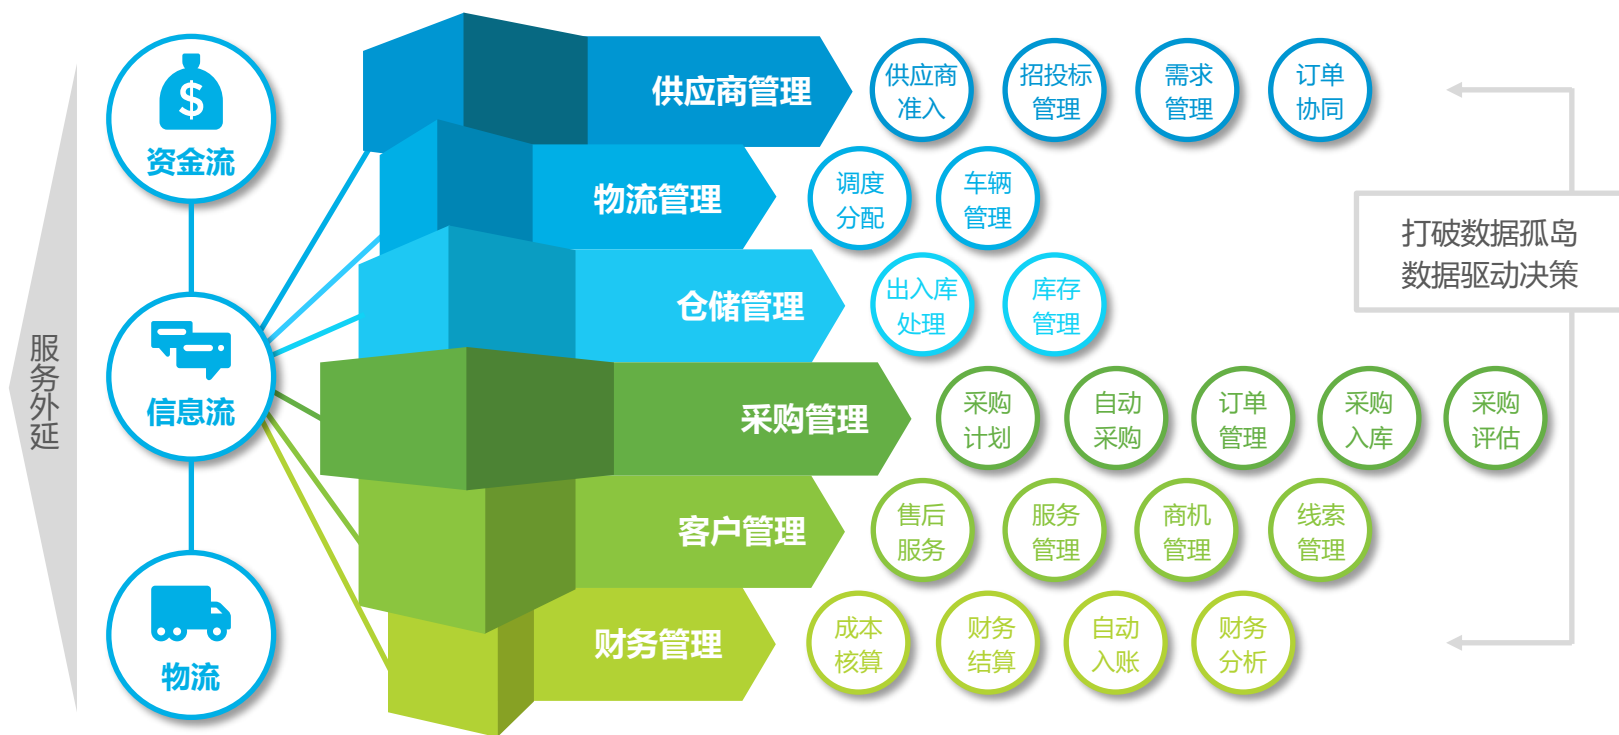 服务外延
$
资金流
信息流
物流
供应商管理
供应商
准入
招投标
管理
需求
管理
订单
协同
物流管理
调度
分配
车辆
管理
仓储管理
出入库
处理
库存
管理
采购管理
采购
计划
自动
采购
订单
管理
采购
入库
采购
评估
客户管理
售后
服务
服务
管理
商机
管理
线索
管理
财务管理
成本
核算
财务
结算
自动
入账
财务
分析
打破数据孤岛
数据驱动决策